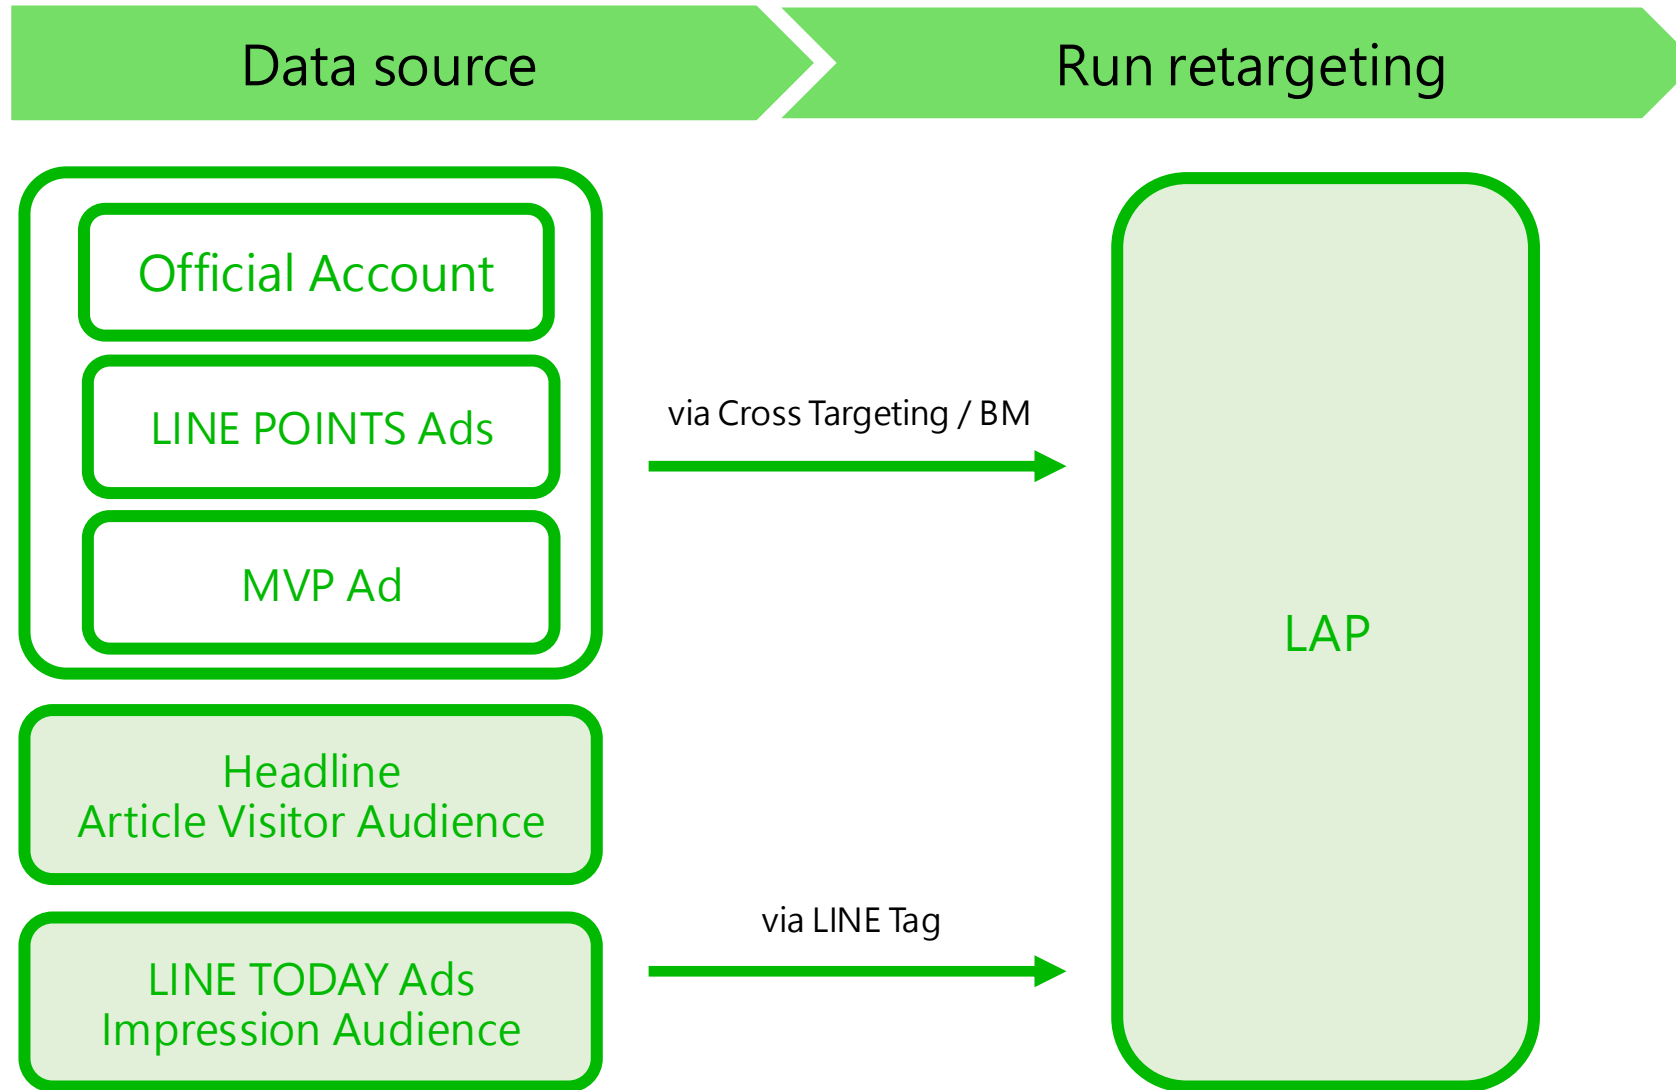 Data source
Run retargeting
Official Account
LINE POINTS Ads
MVP Ad
via Cross Targeting / BM
LAP
Headline
Article Visitor Audience
via LINE Tag
LINE TODAY Ads
Impression Audience